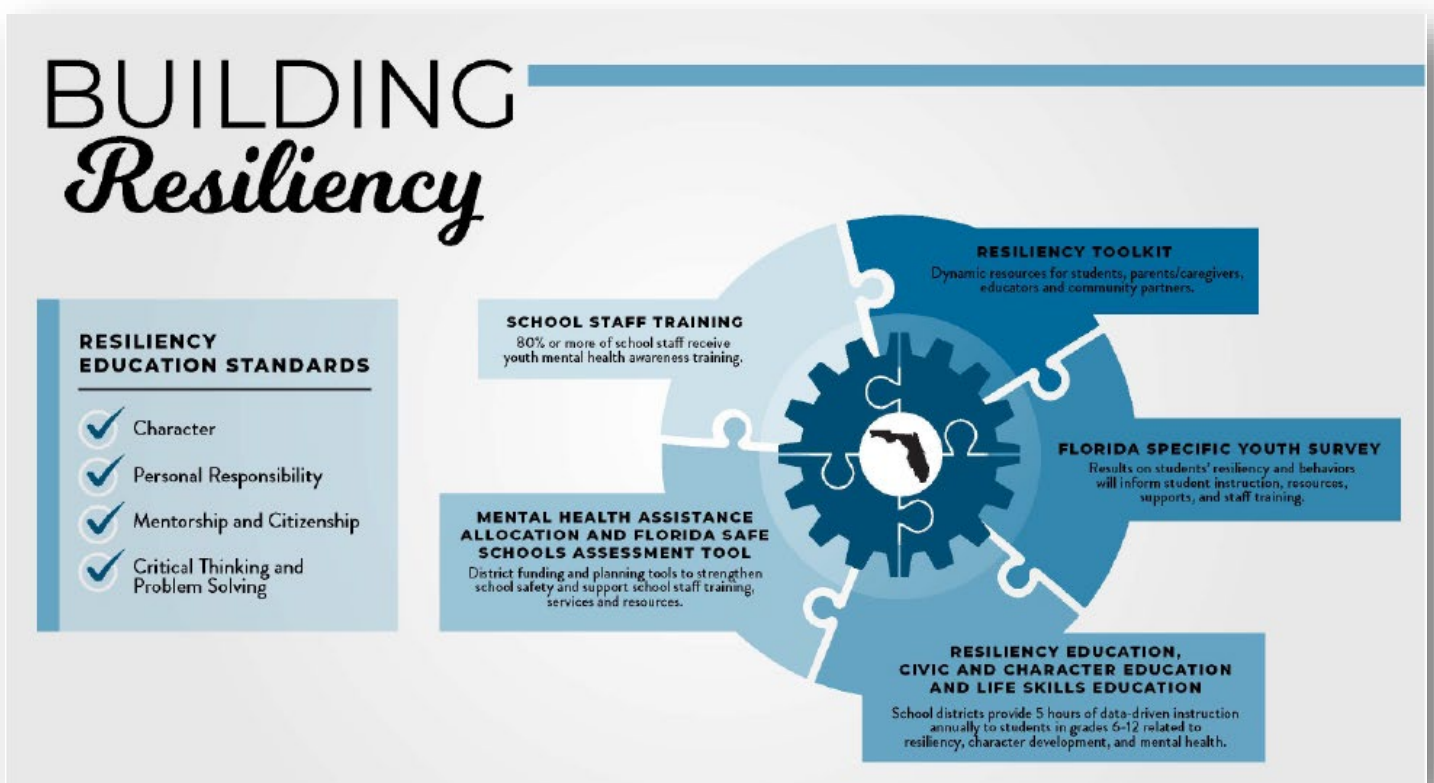 BUILDING
Resiliency
RESILIENCY
EDUCATION STANDARDS
Character
Personal Responsibility
Mentorship and Citizenship
Critical Thinking and
Problem Solving
SCHOOL STAFF TRAINING
80% or more of school staff receive
youth mental health awareness training.
RESILIENCY TOOLKIT
Dynamic resources for students, parents/caregivers,
educators and community partners.
FLORIDA SPECIFIC YOUTH SURVEY
Results on students' resiliency and behaviors
will inform student instruction, resources,
supports, and staff training.
MENTAL HEALTH ASSISTANCE
ALLOCATION AND FLORIDA SAFE
SCHOOLS ASSESSMENT TOOL
District funding and planning tools to strengthen
school safety and support school staff training,
services and resources.
RESILIENCY EDUCATION,
CIVIC AND CHARACTER EDUCATION
AND LIFE SKILLS EDUCATION
School districts provide 5 hours of data-driven instruction
annually to students in grades 6-12 related to
resiliency, character development, and mental health.